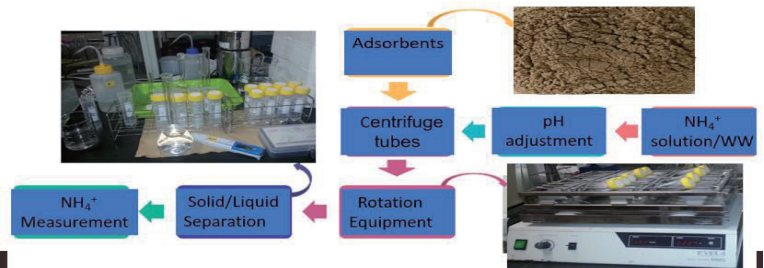 Adsorbents
Centrifuge
tubes
pH
adjustment
NH₄⁺
solution/WW
NH₄⁺
Measurement
Solid/Liquid
Separation
Rotation
Equipment